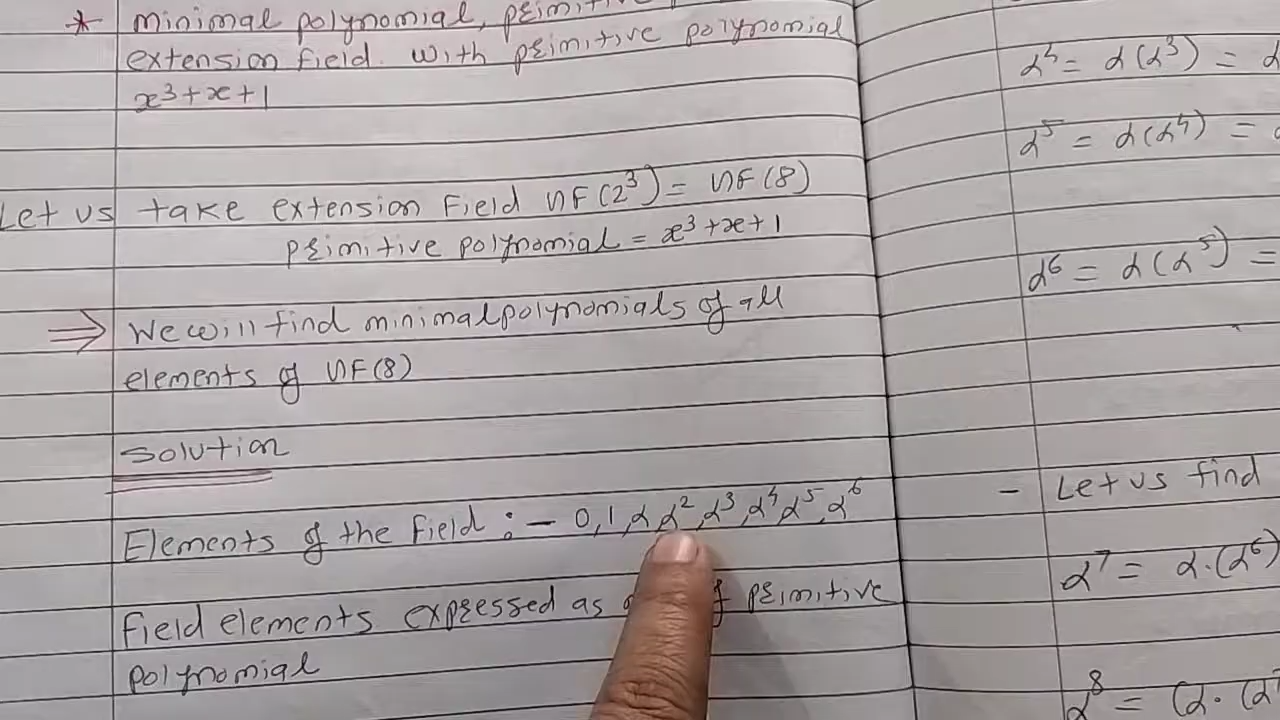 * minimal polynomial,
extension field. with primitive polynomial
x³+x+1
Let us take extension Field GF(2³) = GF(8)
primitive polynomial = x³+x+1
⇒ We will find minimal polynomials of all
elements of GF(8)
Solution
Elements of the field : — 0,1,α,α²,α³,α⁴,α⁵,α⁶
Field elements expressed as of primitive
polynomial
α⁴ = α(α³) =
α⁵ = α(α⁴) =
α⁶ = α(α⁵) =
- Let us find
α⁷ = α.(α⁶)
α⁸ = (α.